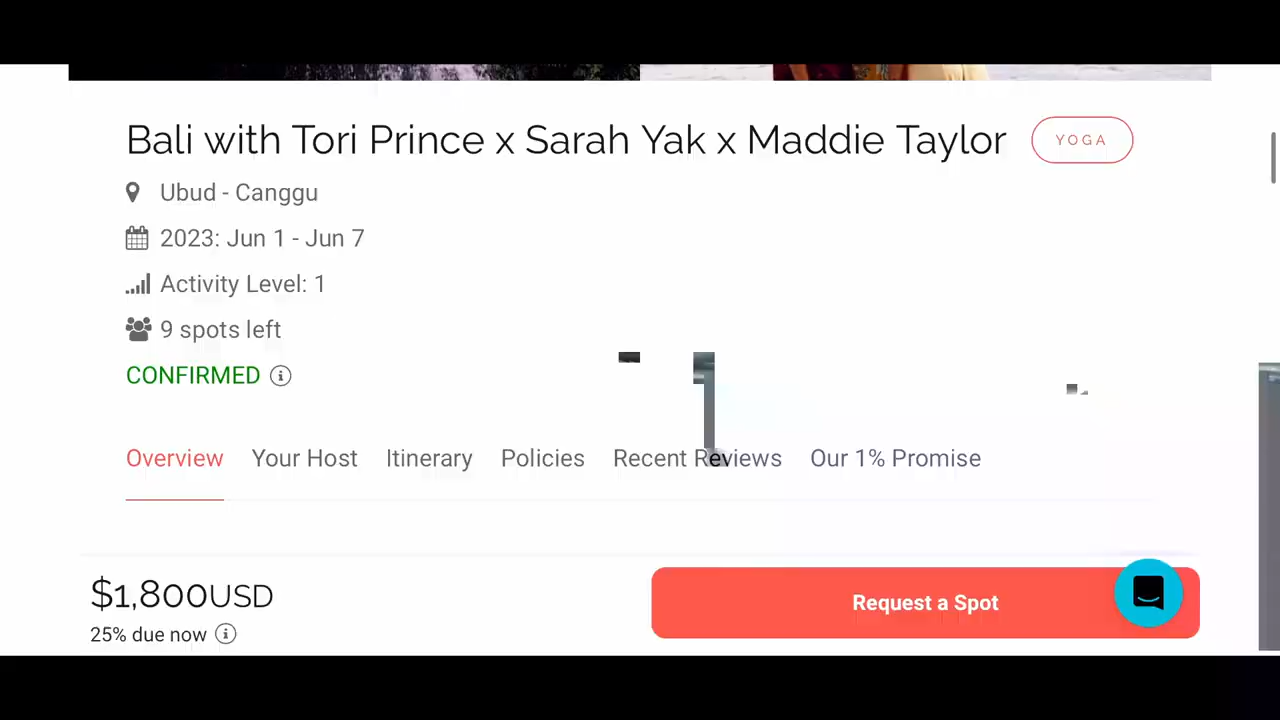 Bali with Tori Prince x Sarah Yak x Maddie Taylor
YOGA
Ubud - Canggu
2023: Jun 1 - Jun 7
Activity Level: 1
9 spots left
CONFIRMED
Overview Your Host Itinerary Policies Recent Reviews Our 1% Promise
$1,800USD
25% due now
Request a Spot